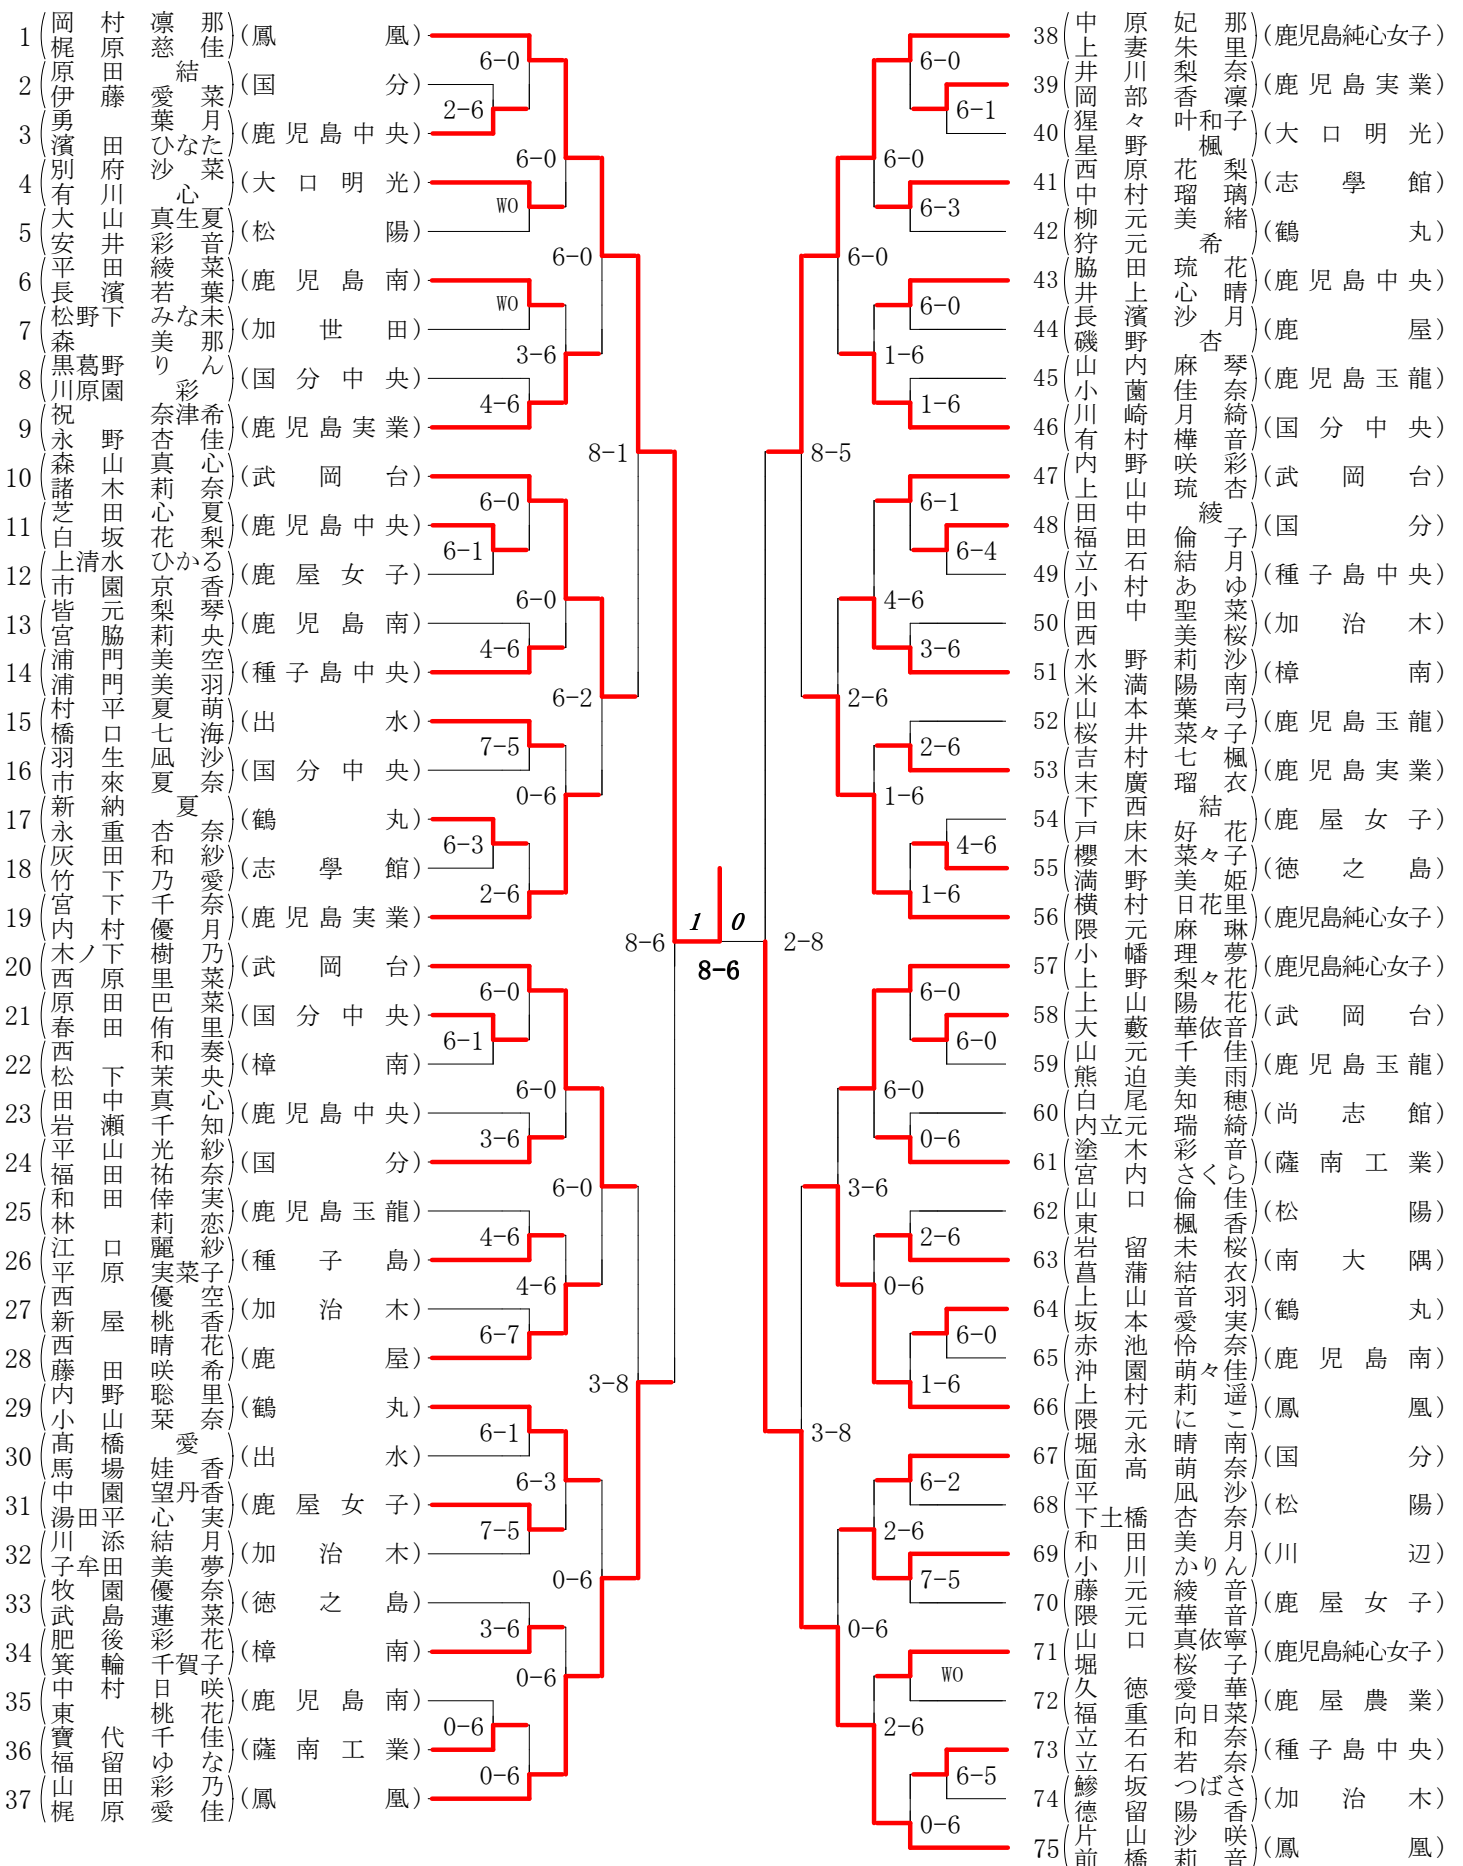 1 (岡村凛那 梶原慈佳) (鳳凰)
2 (原田結 伊藤愛菜) (国分)
3 (勇葉月 濱田ひなた) (鹿児島中央)
4 (別府沙菜 有川心) (大口明光)
5 (大山真生夏 安井彩音) (松陽)
6 (平田綾菜 長濱若葉) (鹿児島南)
7 (松野下みな未 森美那) (加世田)
8 (黒葛野りん 川原園彩) (国分中央)
9 (祝奈津希 永野杏佳) (鹿児島実業)
10 (森山真心 諸木莉奈) (武岡台)
11 (芝田心夏 白坂花梨) (鹿児島中央)
12 (上清水ひかる 市園京香) (鹿屋女子)
13 (皆元梨琴 宮脇莉央) (鹿児島南)
14 (浦門美空 浦門美羽) (種子島中央)
15 (村平夏萌 橋口七海) (出水)
16 (羽生凪沙 市來夏奈) (国分中央)
17 (新納夏 永重杏奈) (鶴丸)
18 (灰田和紗 竹下乃愛) (志學館)
19 (宮下千奈 内村優月) (鹿児島実業)
20 (木ノ下樹乃 西原里菜) (武岡台)
21 (原田巴菜 春田侑里) (国分中央)
22 (西和奏 松下茉央) (樟南)
23 (田中真心 岩瀬千知) (鹿児島中央)
24 (平山光紗 福田祐奈) (国分)
25 (和田倖実 林莉恋) (鹿児島玉龍)
26 (江口麗紗 平原実菜子) (種子島)
27 (西優空 新屋桃香) (加治木)
28 (西晴花 藤田咲希) (鹿屋)
29 (内野聡里 小山栞奈) (鶴丸)
30 (髙橋愛 馬場娃香) (出水)
31 (中園望丹香 湯田平心実) (鹿屋女子)
32 (川添結月 子牟田美夢) (加治木)
33 (牧園優奈 武島蓮菜) (徳之島)
34 (肥後彩花 箕輪千賀子) (樟南)
35 (中村日咲 東桃花) (鹿児島南)
36 (寶代千佳 福留ゆな) (薩南工業)
37 (山田彩乃 梶原愛佳) (鳳凰)
6-0
2-6
6-0
WO
6-0
WO
3-6
4-6
8-1
6-0
6-1
6-0
4-6
6-2
7-5
0-6
6-3
2-6
8-6
6-0
6-1
6-0
3-6
6-0
4-6
4-6
6-7
3-8
6-1
6-3
7-5
0-6
3-6
0-6
0-6
0-6
1 0
8-6
38 (中原妃那 上妻朱里) (鹿児島純心女子)
39 (井川梨奈 岡部香凜) (鹿児島実業)
40 (猩々叶和子 星野楓) (大口明光)
41 (西原花梨 中村瑠璃) (志學館)
42 (柳元美緒 狩元希) (鶴丸)
43 (脇田琉花 井上心晴) (鹿児島中央)
44 (長濱沙月 磯野杏) (鹿屋)
45 (山内麻琴 小薗佳奈) (鹿児島玉龍)
46 (川崎月綺 有村樺音) (国分中央)
47 (内野咲彩 上山琉杏) (武岡台)
48 (田中綾 福田倫子) (国分)
49 (立石結月 小村あゆ) (種子島中央)
50 (田中聖菜 西美桜) (加治木)
51 (水野莉沙 米満陽南) (樟南)
52 (山本葉弓 桜井菜々子) (鹿児島玉龍)
53 (吉村七楓 末廣瑠衣) (鹿児島実業)
54 (下西結 戸床好花) (鹿屋女子)
55 (櫻木菜々子 満野美姫) (徳之島)
56 (横村日花里 隈元麻琳) (鹿児島純心女子)
57 (小幡理夢 上野梨々花) (鹿児島純心女子)
58 (上山陽花 大藪華依音) (武岡台)
59 (山元千佳 熊迫美雨) (鹿児島玉龍)
60 (白尾知穂 内立元瑞綺) (尚志館)
61 (塗木彩音 宮内さくら) (薩南工業)
62 (山口倫佳 東楓香) (松陽)
63 (岩留未桜 菖蒲結衣) (南大隅)
64 (上山音羽 坂本愛実) (鶴丸)
65 (赤池怜奈 沖園萌々佳) (鹿児島南)
66 (上村莉遥 隈元にこ) (鳳凰)
67 (堀永晴南 面高萌奈) (国分)
68 (平凪沙 下土橋杏奈) (松陽)
69 (和田美月 小川かりん) (川辺)
70 (藤元綾音 隈元華音) (鹿屋女子)
71 (山口真依寧 堀桜子) (鹿児島純心女子)
72 (久徳愛華 福重向日菜) (鹿屋農業)
73 (立石和奈 立石若奈) (種子島中央)
74 (鰺坂つばさ 德留陽香) (加治木)
75 (片山沙咲 前橋莉音) (鳳凰)
6-0
6-1
6-0
6-3
6-0
6-0
1-6
1-6
8-5
6-1
6-4
4-6
3-6
2-6
2-6
1-6
4-6
1-6
2-8
6-0
6-0
6-0
0-6
3-6
2-6
0-6
6-0
1-6
3-8
6-2
2-6
7-5
0-6
WO
2-6
6-5
0-6